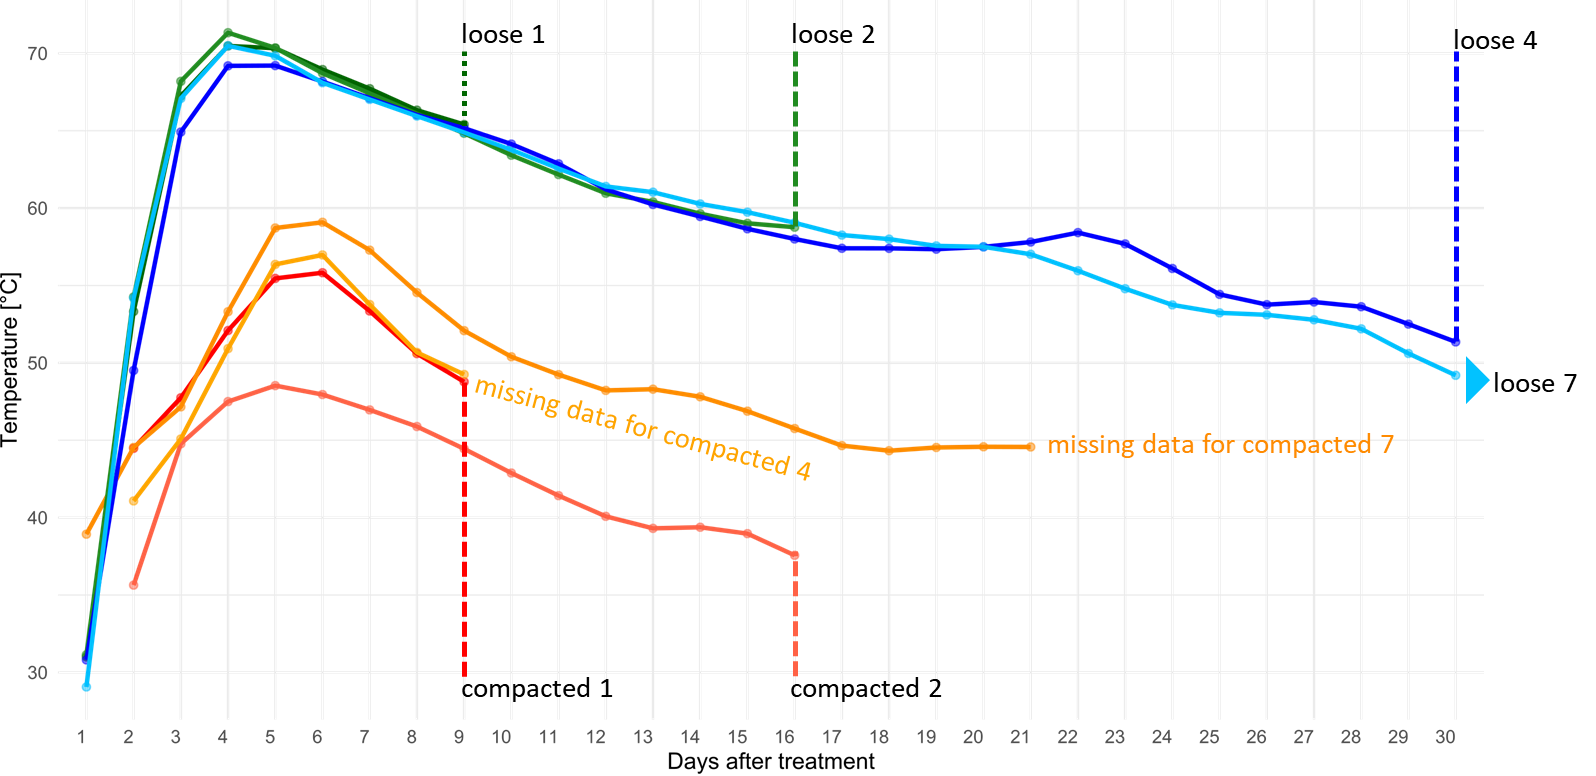 loose 1
loose 2
loose 4
70
60
50
40
30
Temperature [°C]
missing data for compacted 4
missing data for compacted 7
loose 7
compacted 1
compacted 2
1 2 3 4 5 6 7 8 9 10 11 12 13 14 15 16 17 18 19 20 21 22 23 24 25 26 27 28 29 30
Days after treatment